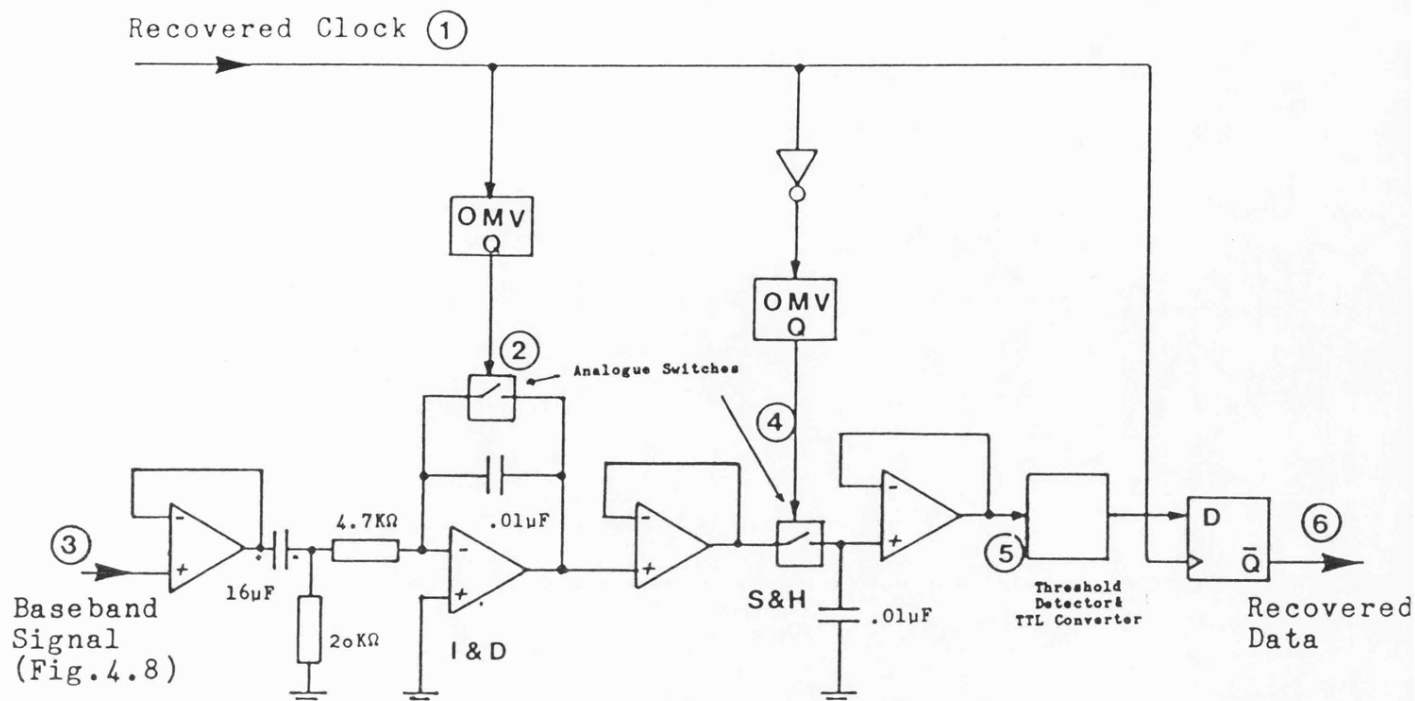 Recovered Clock 1
OMV
Q
OMV
Q
2
Analogue Switches
4
-
+
3
-
+
16µF
4.7KΩ
.01µF
-
+
-
+
20KΩ
I & D
S&H
.01µF
5
Threshold
Detector&
TTL Converter
D
Q̄
6
Baseband
Signal
(Fig.4.8)
Recovered
Data